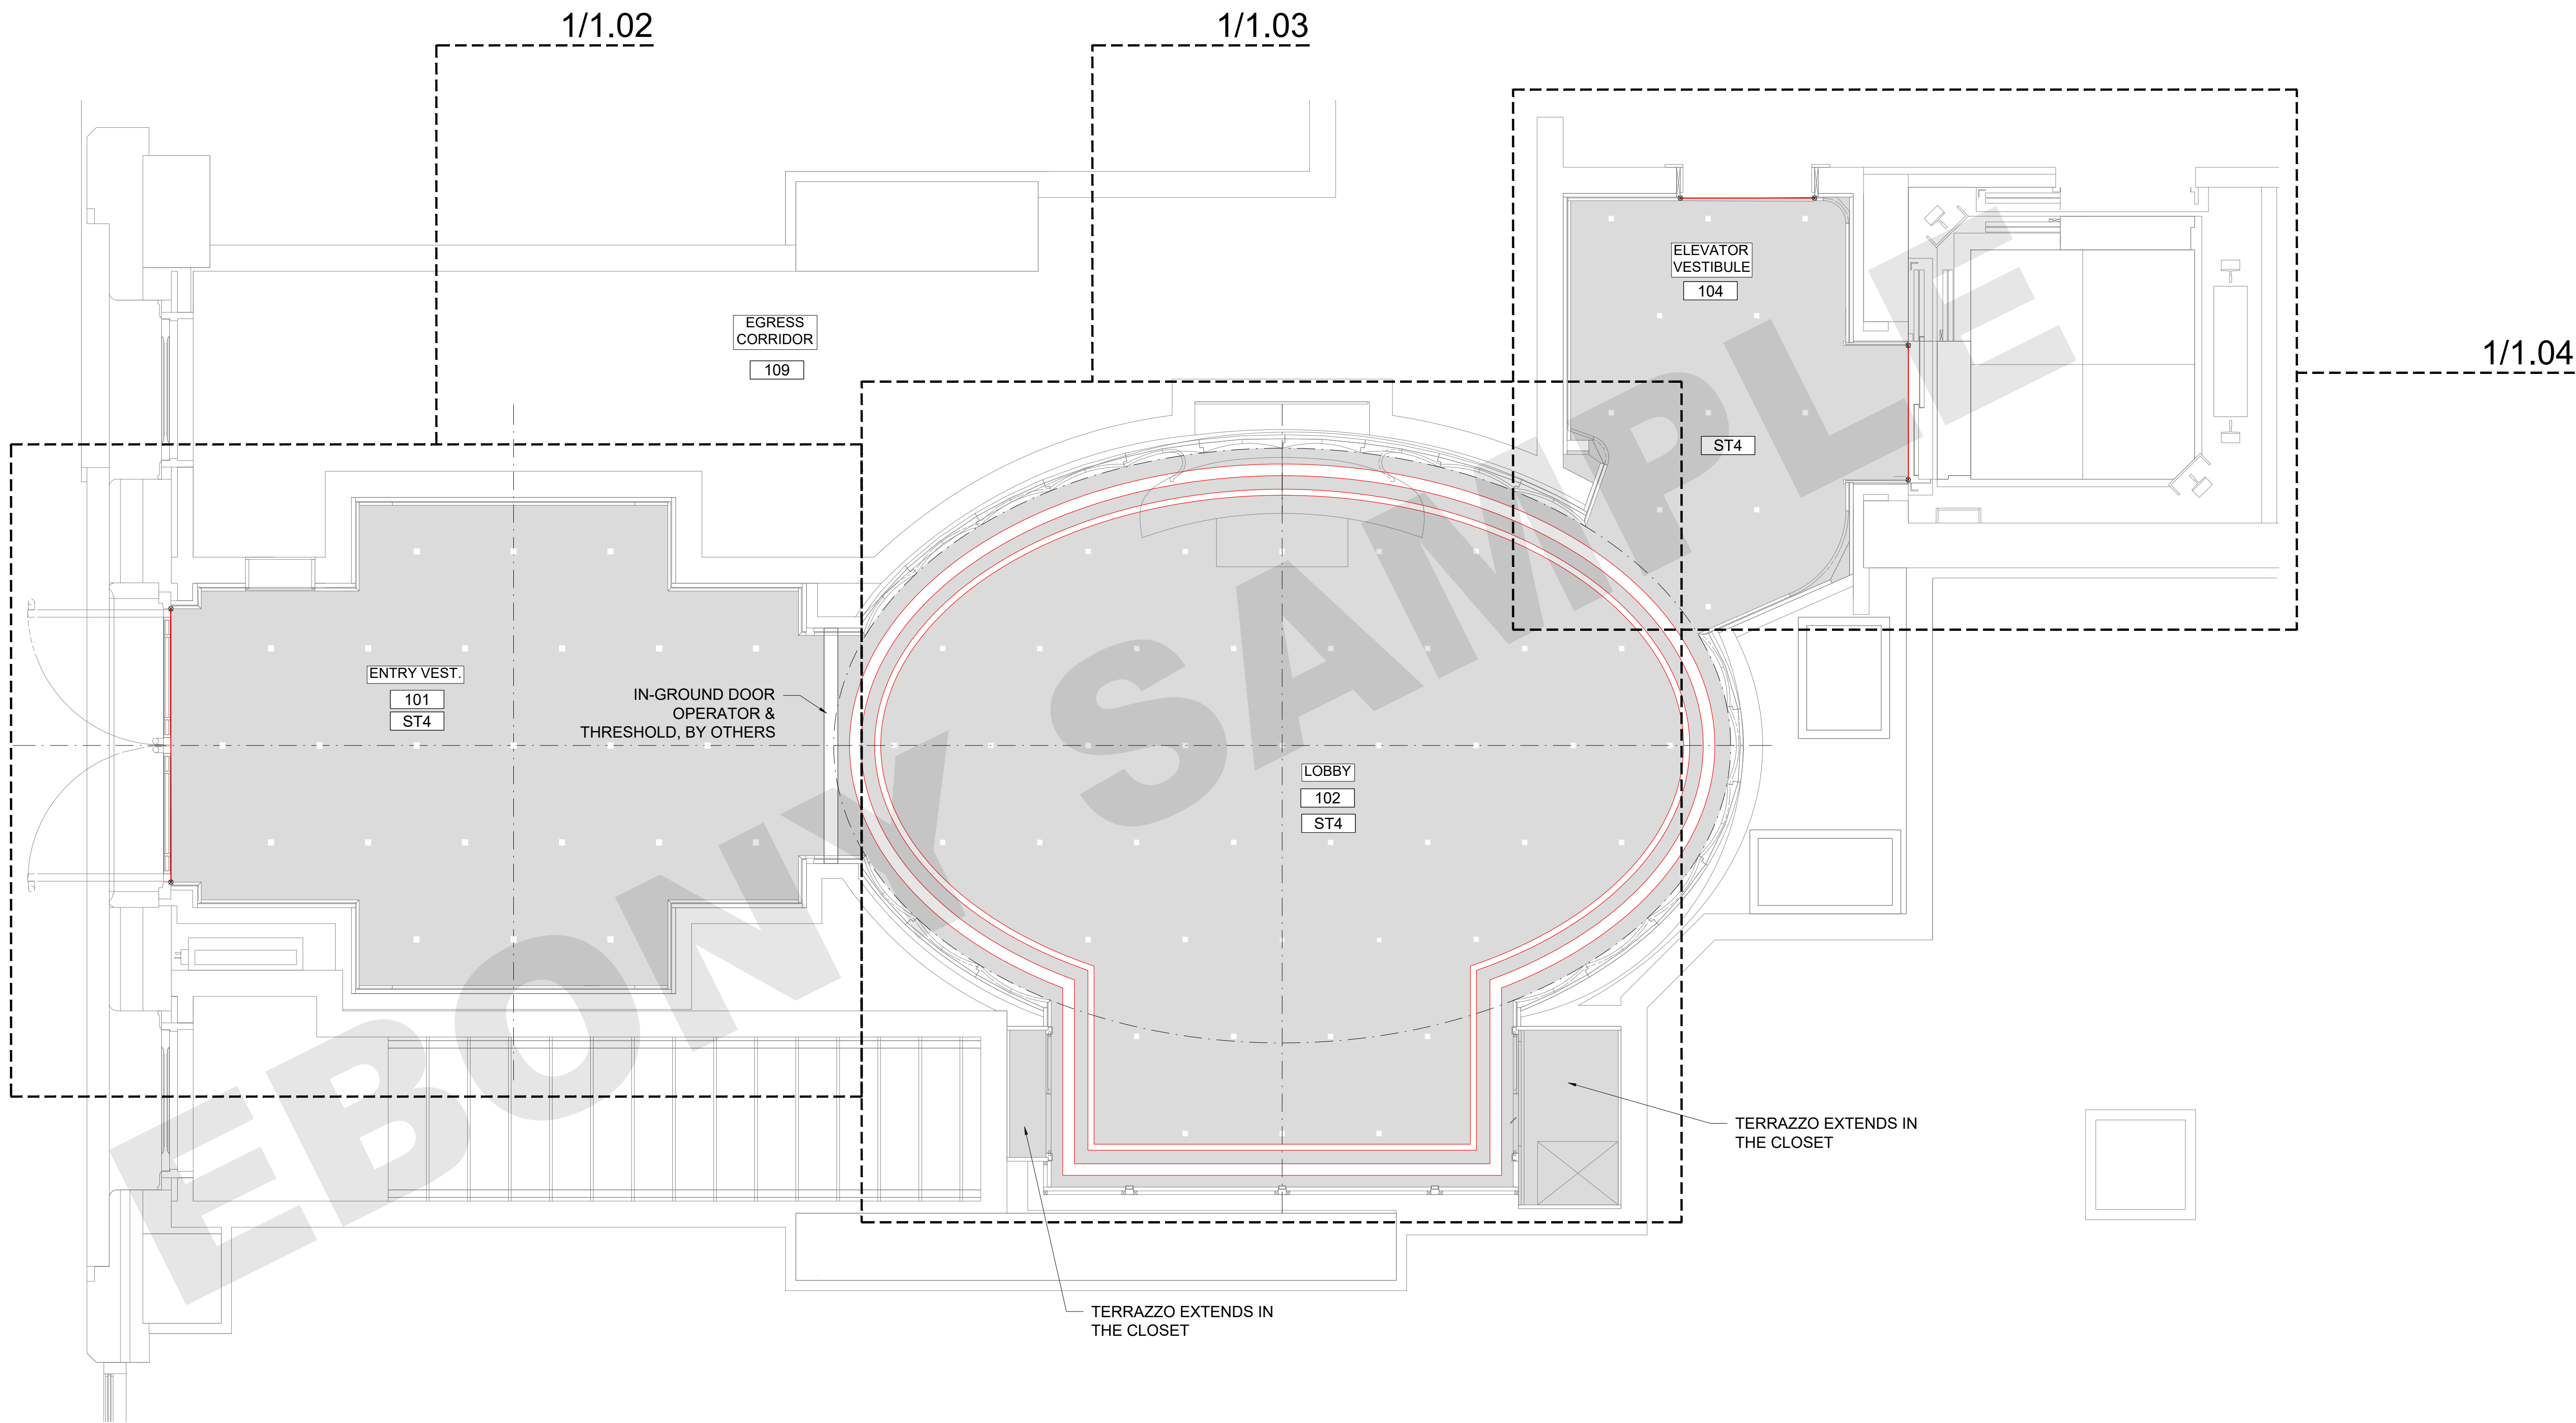 1/1.02
1/1.03
1/1.04
ELEVATOR
VESTIBULE
104
EGRESS
CORRIDOR
109
ST4
ENTRY VEST.
101
ST4
IN-GROUND DOOR
OPERATOR &
THRESHOLD, BY OTHERS
LOBBY
102
ST4
TERRAZZO EXTENDS IN
THE CLOSET
TERRAZZO EXTENDS IN
THE CLOSET
EBONY SAMPLE